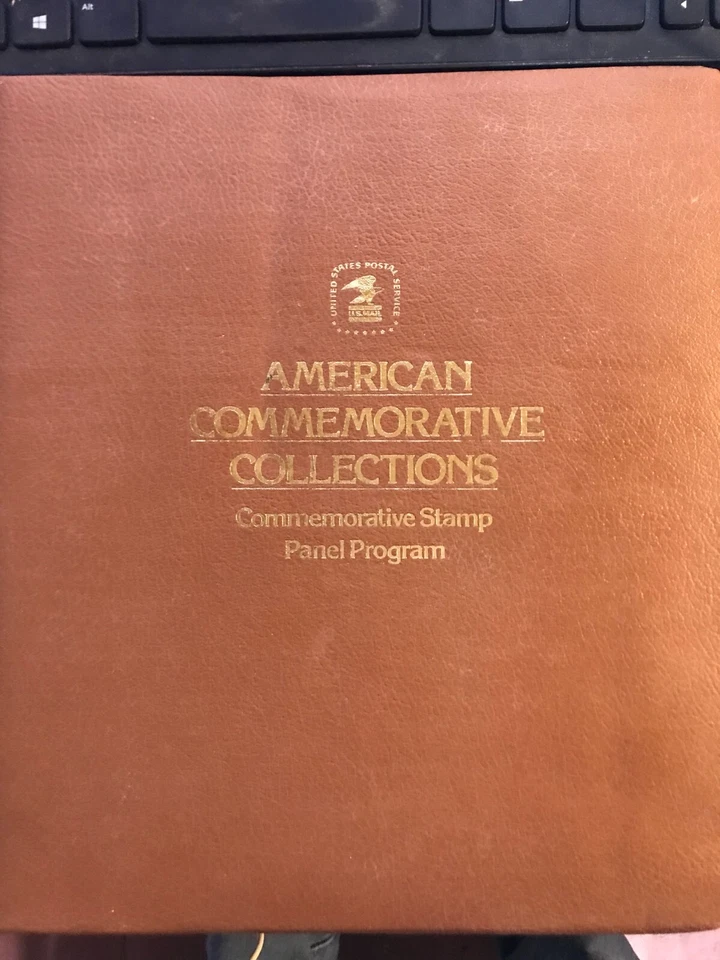 Alt
UNITED STATES POSTAL SERVICE
U.S. MAIL
AMERICAN
COMMEMORATIVE
COLLECTIONS
Commemorative Stamp
Panel Program